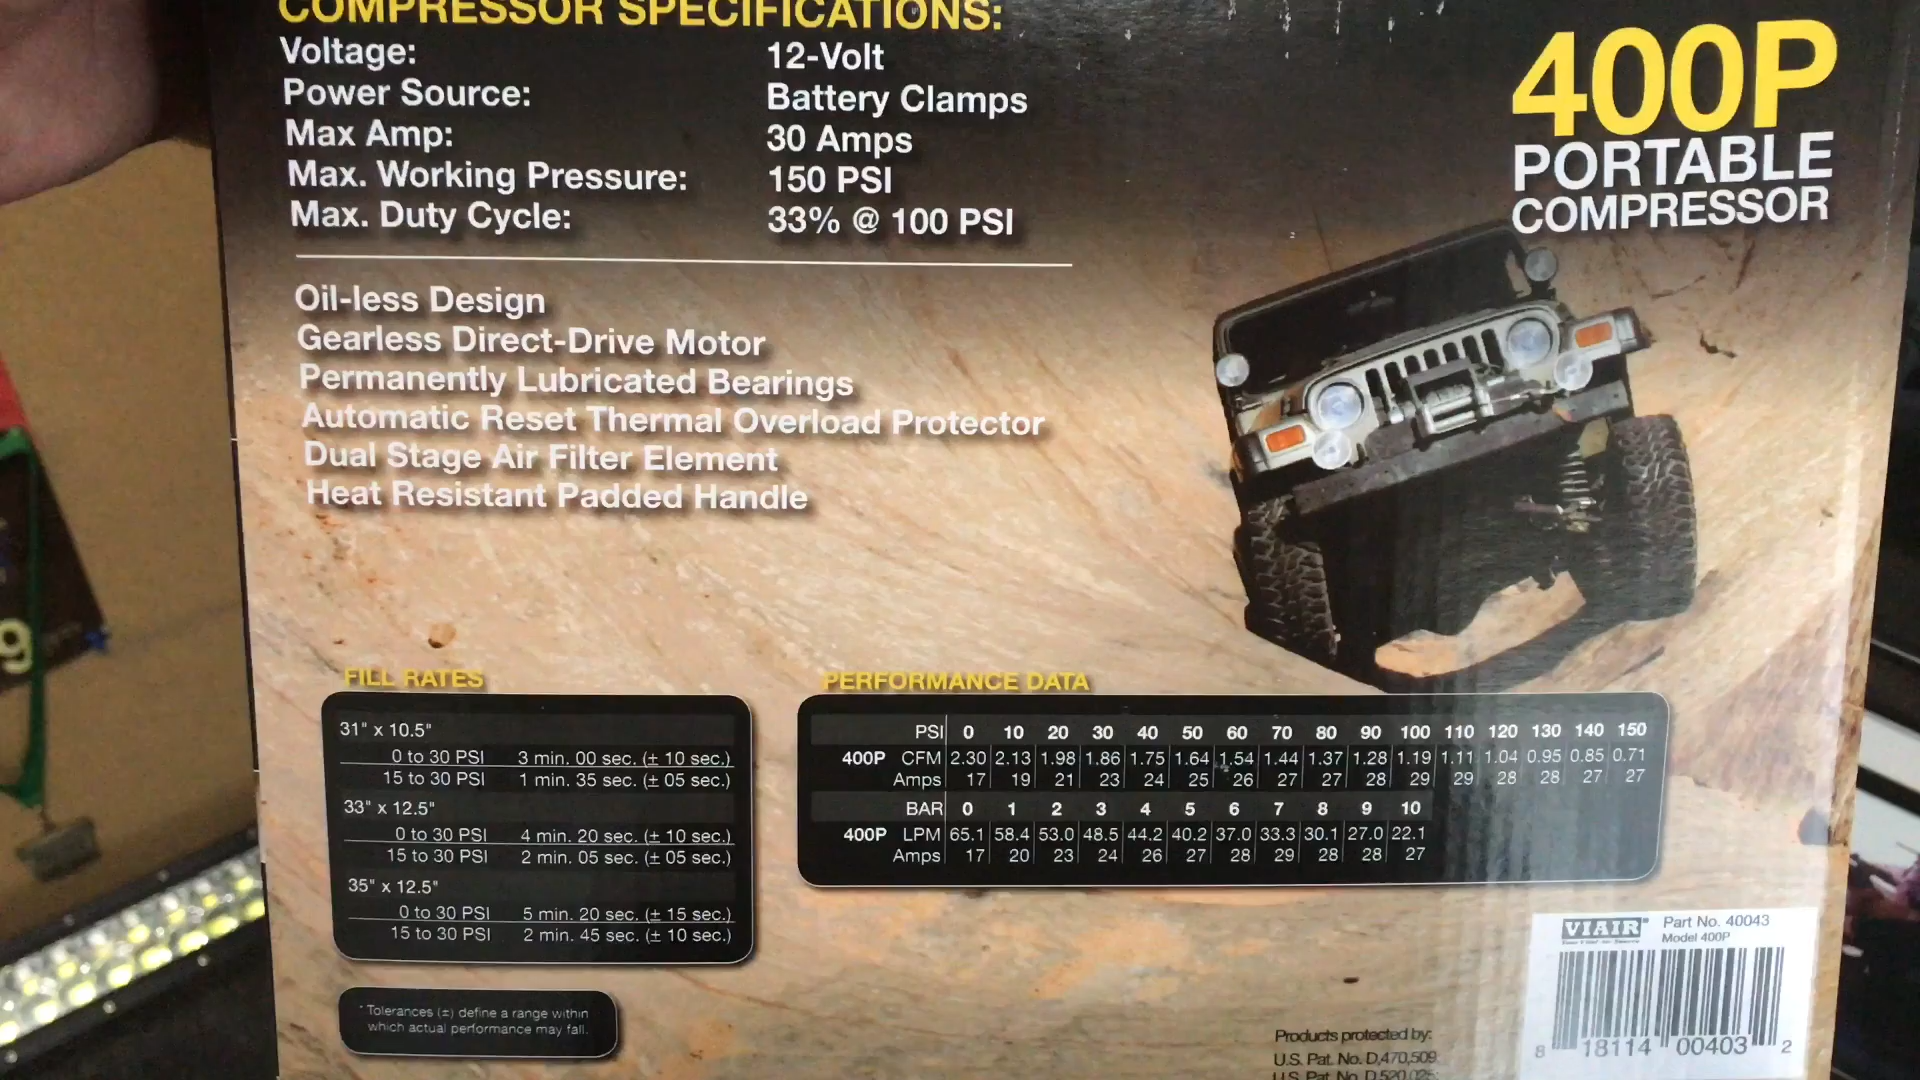 COMPRESSOR SPECIFICATIONS:
Voltage: 12-Volt
Power Source: Battery Clamps
Max Amp: 30 Amps
Max. Working Pressure: 150 PSI
Max. Duty Cycle: 33% @ 100 PSI
400P
PORTABLE
COMPRESSOR
Oil-less Design
Gearless Direct-Drive Motor
Permanently Lubricated Bearings
Automatic Reset Thermal Overload Protector
Dual Stage Air Filter Element
Heat Resistant Padded Handle
9
FILL RATES
31" x 10.5"
0 to 30 PSI 3 min. 00 sec. (± 10 sec.)
15 to 30 PSI 1 min. 35 sec. (± 05 sec.)
33" x 12.5"
0 to 30 PSI 4 min. 20 sec. (± 10 sec.)
15 to 30 PSI 2 min. 05 sec. (± 05 sec.)
35" x 12.5"
0 to 30 PSI 5 min. 20 sec. (± 15 sec.)
15 to 30 PSI 2 min. 45 sec. (± 10 sec.)
* Tolerances (±) define a range within
which actual performance may fall.
PERFORMANCE DATA
PSI 0 10 20 30 40 50 60 70 80 90 100 110 120 130 140 150
400P CFM 2.30 2.13 1.98 1.86 1.75 1.64 1.54 1.44 1.37 1.28 1.19 1.11 1.04 0.95 0.85 0.71
Amps 17 19 21 23 24 25 26 27 27 28 29 29 28 28 27 27
BAR 0 1 2 3 4 5 6 7 8 9 10
400P LPM 65.1 58.4 53.0 48.5 44.2 40.2 37.0 33.3 30.1 27.0 22.1
Amps 17 20 23 24 26 27 28 29 28 28 27
VIAIR Part No. 40043
Model 400P
8 18114 00403 2
Products protected by:
U.S. Pat. No. D,470,509
U.S. Pat. No. D,520,025